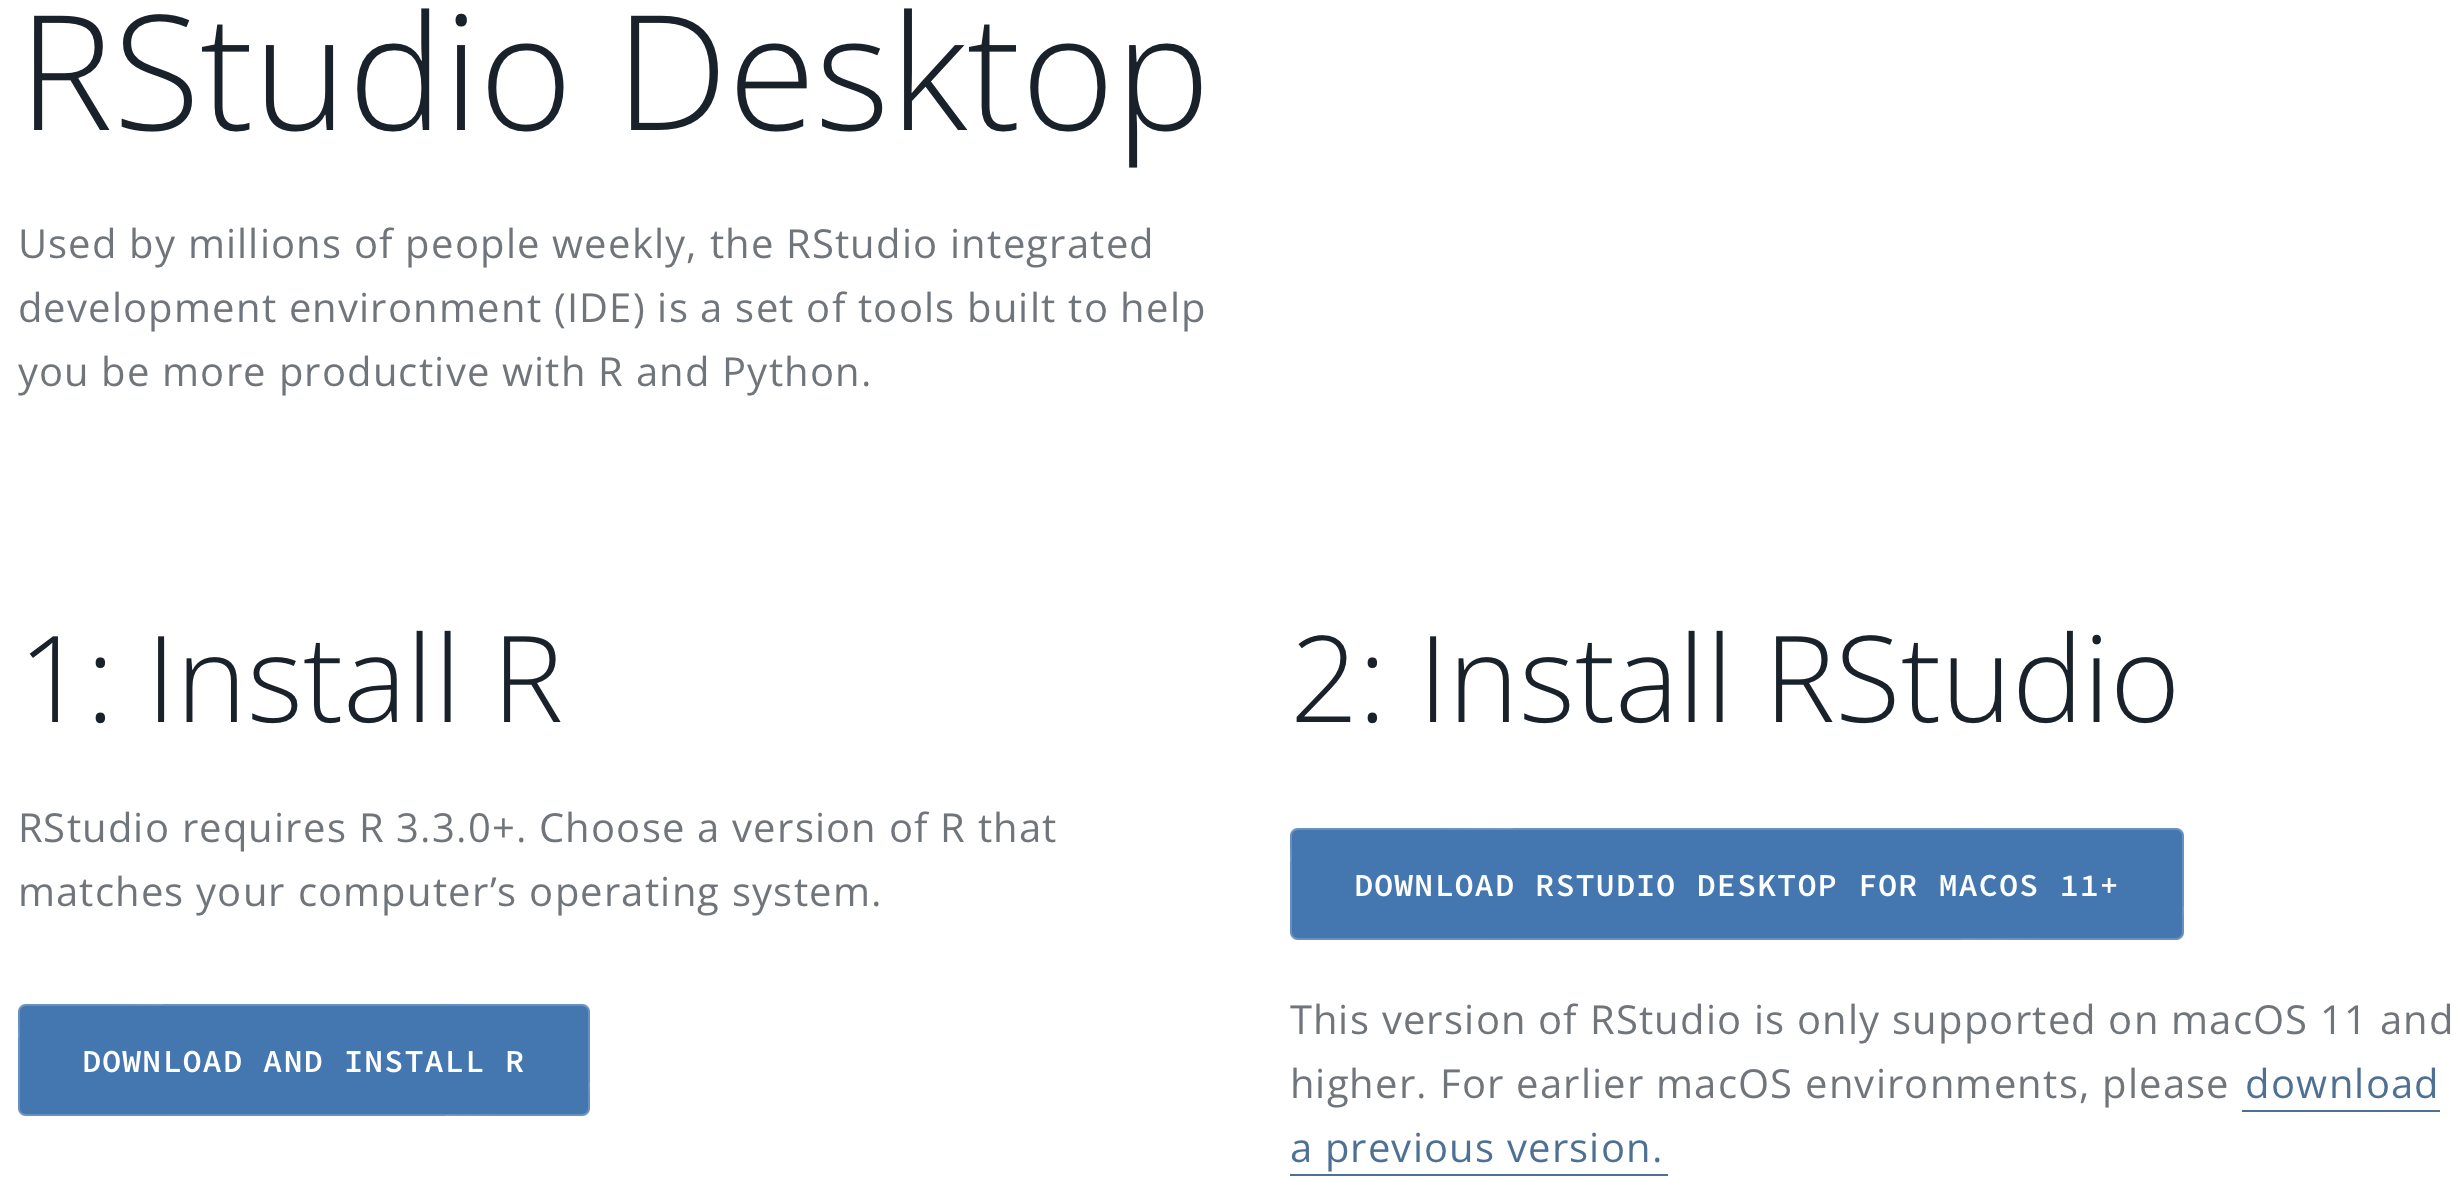 RStudio Desktop
Used by millions of people weekly, the RStudio integrated
development environment (IDE) is a set of tools built to help
you be more productive with R and Python.
1: Install R
RStudio requires R 3.3.0+. Choose a version of R that
matches your computer’s operating system.
DOWNLOAD AND INSTALL R
2: Install RStudio
DOWNLOAD RSTUDIO DESKTOP FOR MACOS 11+
This version of RStudio is only supported on macOS 11 and
higher. For earlier macOS environments, please download
a previous version.